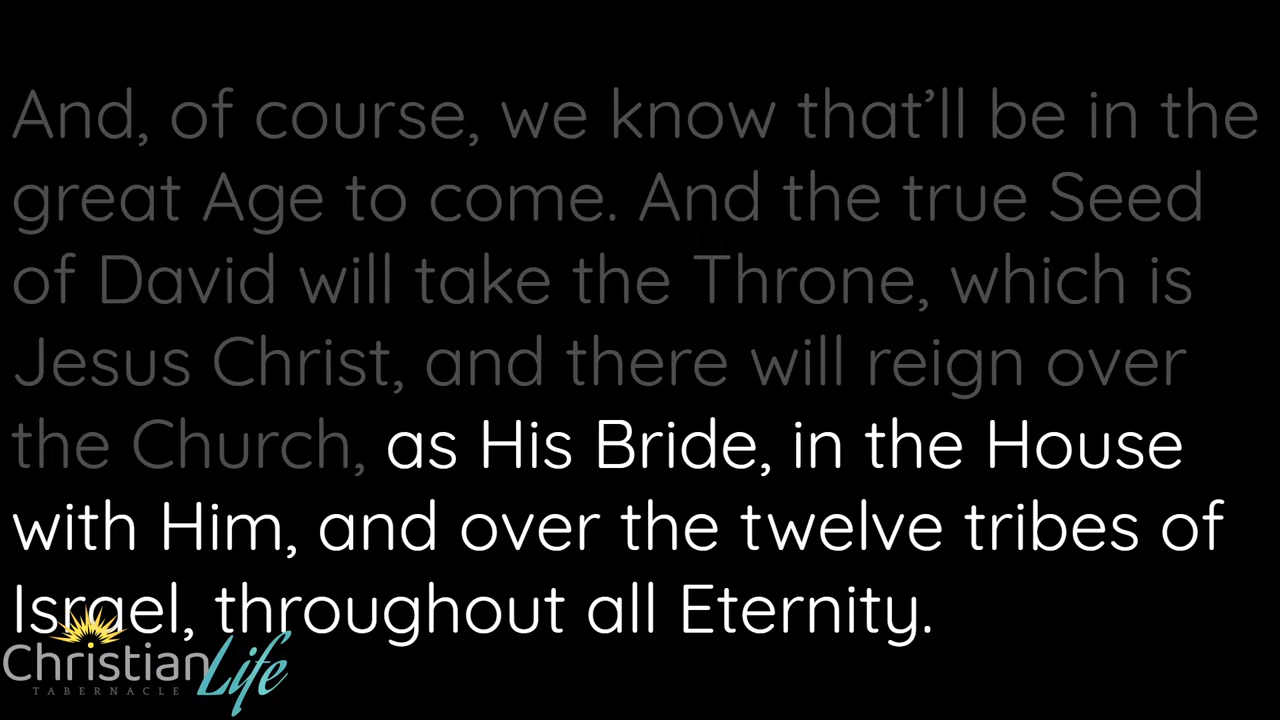 And, of course, we know that’ll be in the
great Age to come. And the true Seed
of David will take the Throne, which is
Jesus Christ, and there will reign over
the Church, as His Bride, in the House
with Him, and over the twelve tribes of
Israel, throughout all Eternity.
Christian Life
TABERNACLE